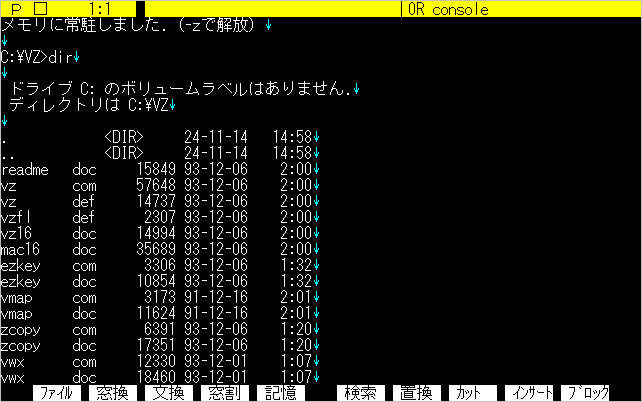 P □ 1:1 0R console
メモリに常駐しました. (-zで解放) ↓
↓
C:¥VZ>dir↓
↓
ドライブ C: のボリュームラベルはありません.↓
ディレクトリは C:¥VZ↓
↓
. <DIR> 24-11-14 14:58↓
.. <DIR> 24-11-14 14:58↓
readme doc 15849 93-12-06 2:00↓
vz com 57648 93-12-06 2:00↓
vz def 14737 93-12-06 2:00↓
vzfl def 2307 93-12-06 2:00↓
vz16 doc 14994 93-12-06 2:00↓
mac16 doc 35689 93-12-06 2:00↓
ezkey com 3306 93-12-06 1:32↓
ezkey doc 10854 93-12-06 1:32↓
vmap com 3173 91-12-16 2:01↓
vmap doc 11624 91-12-16 2:01↓
zcopy com 6391 93-12-06 1:20↓
zcopy doc 17351 93-12-06 1:20↓
vwx com 12330 93-12-01 1:07↓
vwx doc 18460 93-12-01 1:07↓
ﾌｧｲﾙ 窓換 文換 窓割 記憶 検索 置換 ｶｯﾄ ｲﾝｻｰﾄ ﾌﾞﾛｯｸ